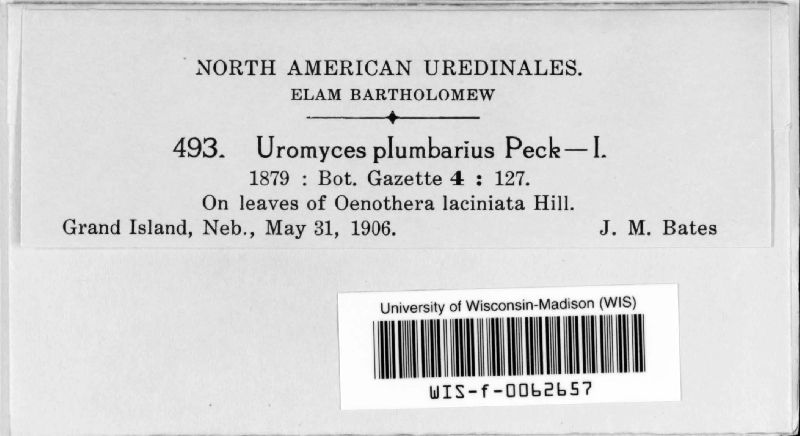 NORTH AMERICAN UREDINALES.
ELAM BARTHOLOMEW
493. Uromyces plumbarius Peck—I.
1879 : Bot. Gazette 4 : 127.
On leaves of Oenothera laciniata Hill.
Grand Island, Neb., May 31, 1906. J. M. Bates
University of Wisconsin-Madison (WIS)
WIS-f-0062657